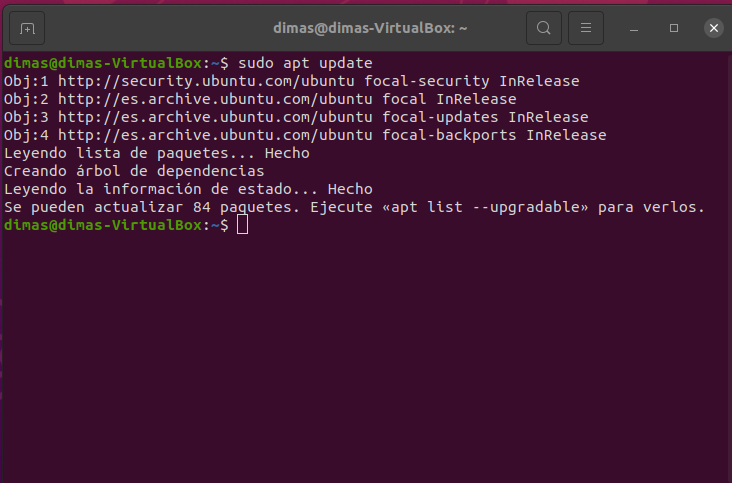 dimas@dimas-VirtualBox: ~
dimas@dimas-VirtualBox:~$ sudo apt update
Obj:1 http://security.ubuntu.com/ubuntu focal-security InRelease
Obj:2 http://es.archive.ubuntu.com/ubuntu focal InRelease
Obj:3 http://es.archive.ubuntu.com/ubuntu focal-updates InRelease
Obj:4 http://es.archive.ubuntu.com/ubuntu focal-backports InRelease
Leyendo lista de paquetes... Hecho
Creando árbol de dependencias
Leyendo la información de estado... Hecho
Se pueden actualizar 84 paquetes. Ejecute «apt list --upgradable» para verlos.
dimas@dimas-VirtualBox:~$